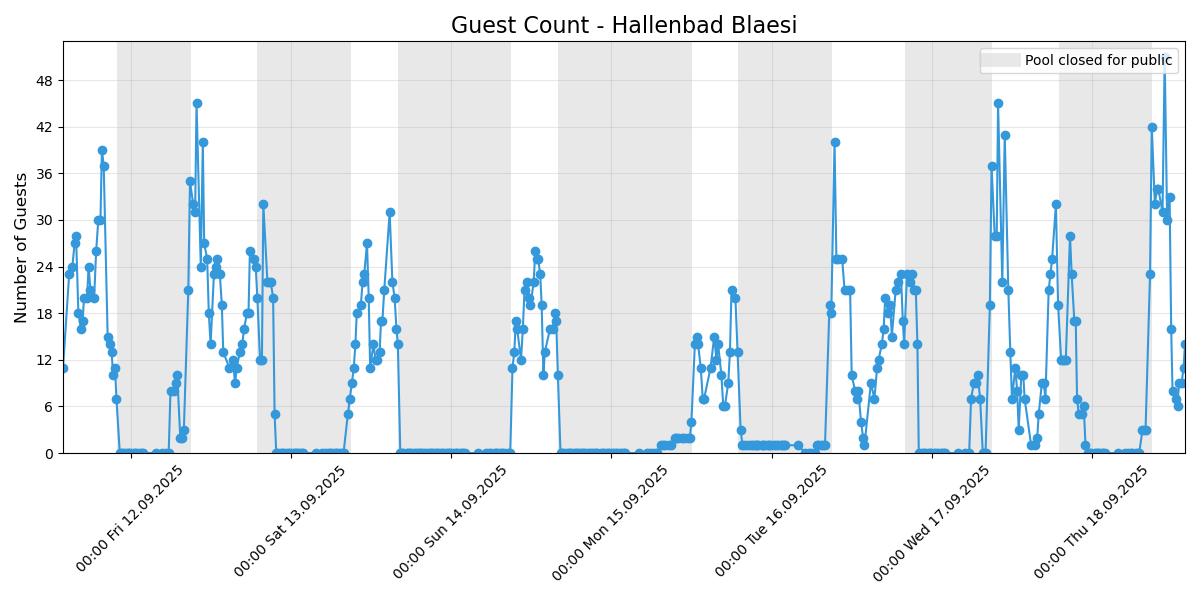 Guest Count - Hallenbad Blaesi
Pool closed for public
Number of Guests
48
42
36
30
24
18
12
6
0
00:00 Fri 12.09.2025
00:00 Sat 13.09.2025
00:00 Sun 14.09.2025
00:00 Mon 15.09.2025
00:00 Tue 16.09.2025
00:00 Wed 17.09.2025
00:00 Thu 18.09.2025